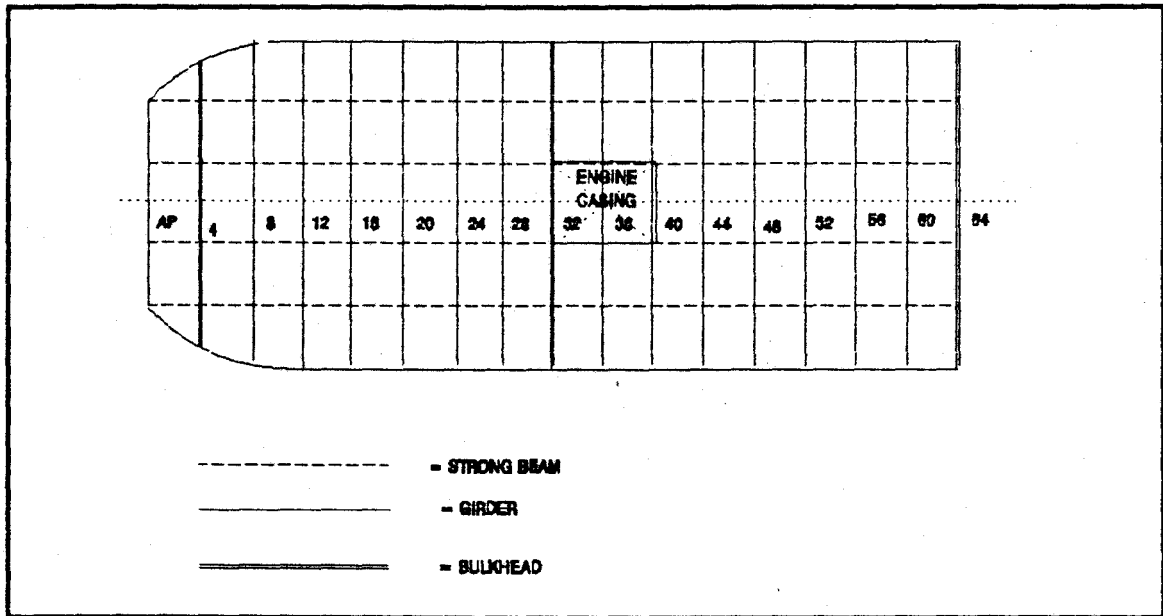 ENGINE
CASING
AP 4 8 12 16 20 24 28 32 36 40 44 48 52 56 60 64
= STRONG BEAM
= GIRDER
= BULKHEAD